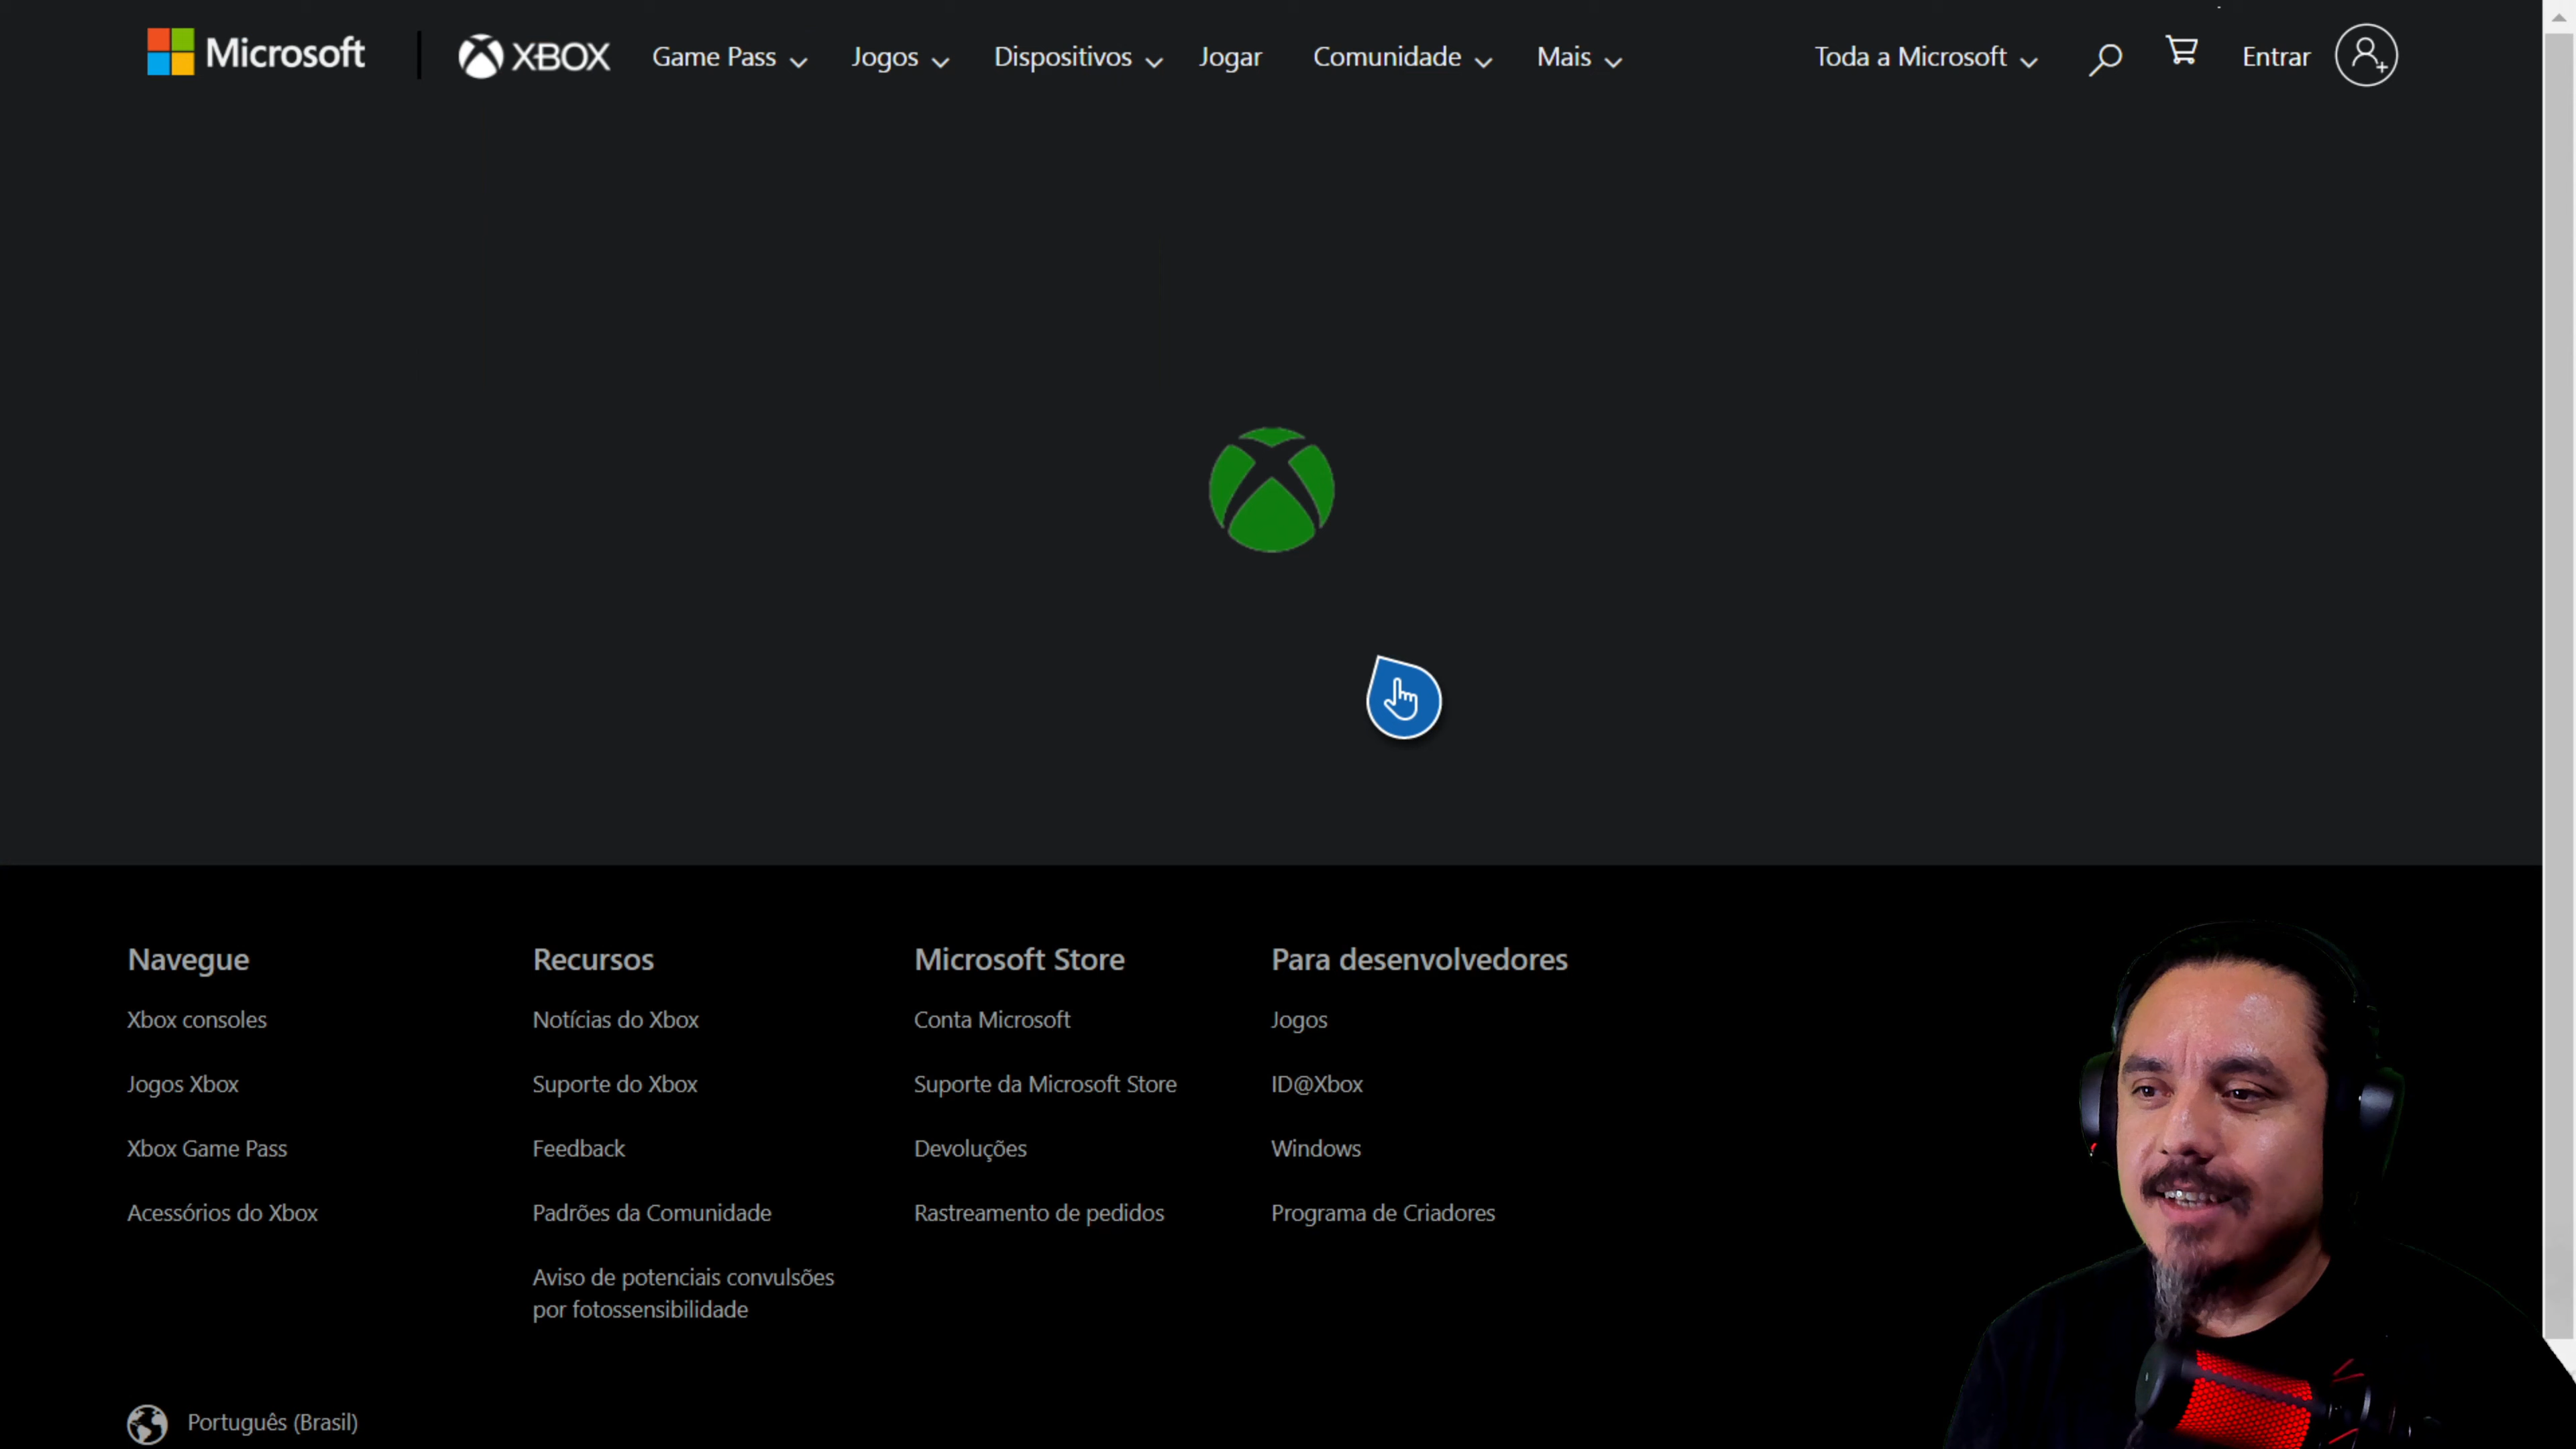 Microsoft XBOX Game Pass Jogos Dispositivos Jogar Comunidade Mais Toda a Microsoft Entrar
Navegue
Xbox consoles
Jogos Xbox
Xbox Game Pass
Acessórios do Xbox
Recursos
Notícias do Xbox
Suporte do Xbox
Feedback
Padrões da Comunidade
Aviso de potenciais convulsões
por fotossensibilidade
Microsoft Store
Conta Microsoft
Suporte da Microsoft Store
Devoluções
Rastreamento de pedidos
Para desenvolvedores
Jogos
ID@Xbox
Windows
Programa de Criadores
Português (Brasil)